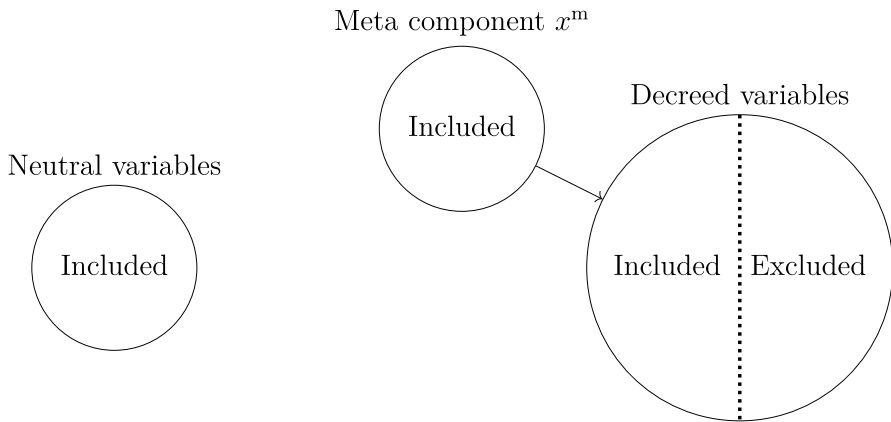 Meta component xᵐ
Included
Decreed variables
Included
Excluded
Neutral variables
Included